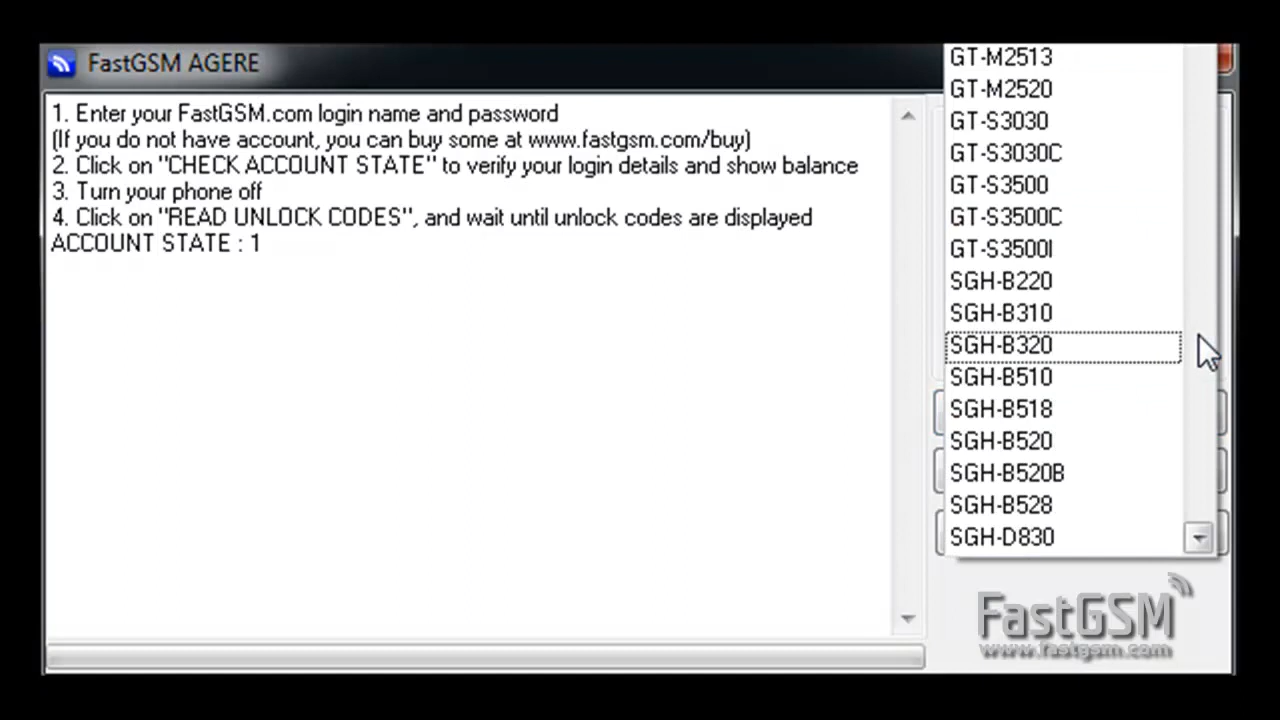 FastGSM AGERE
1. Enter your FastGSM.com login name and password
(If you do not have account, you can buy some at www.fastgsm.com/buy)
2. Click on "CHECK ACCOUNT STATE" to verify your login details and show balance
3. Turn your phone off
4. Click on "READ UNLOCK CODES", and wait until unlock codes are displayed
ACCOUNT STATE : 1
GT-M2513
GT-M2520
GT-S3030
GT-S3030C
GT-S3500
GT-S3500C
GT-S3500I
SGH-B220
SGH-B310
SGH-B320
SGH-B510
SGH-B518
SGH-B520
SGH-B520B
SGH-B528
SGH-D830
FastGSM
www.fastgsm.com